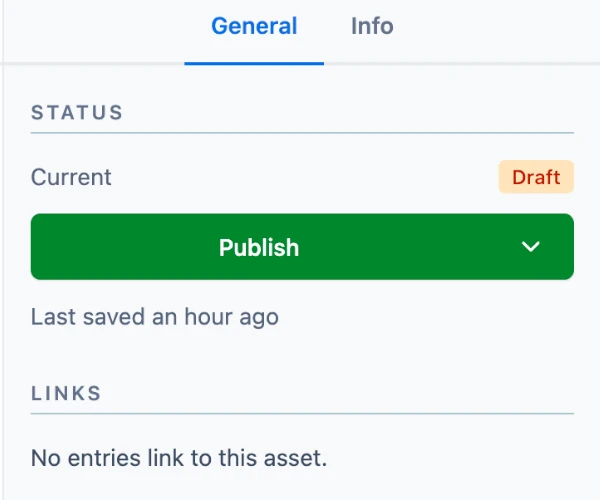 General Info
STATUS
Current Draft
Publish
Last saved an hour ago
LINKS
No entries link to this asset.